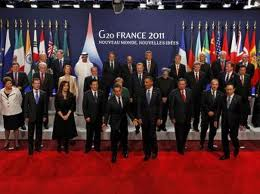 G20 FRANCE 2011
NOUVEAU MONDE, NOUVELLES IDÉES